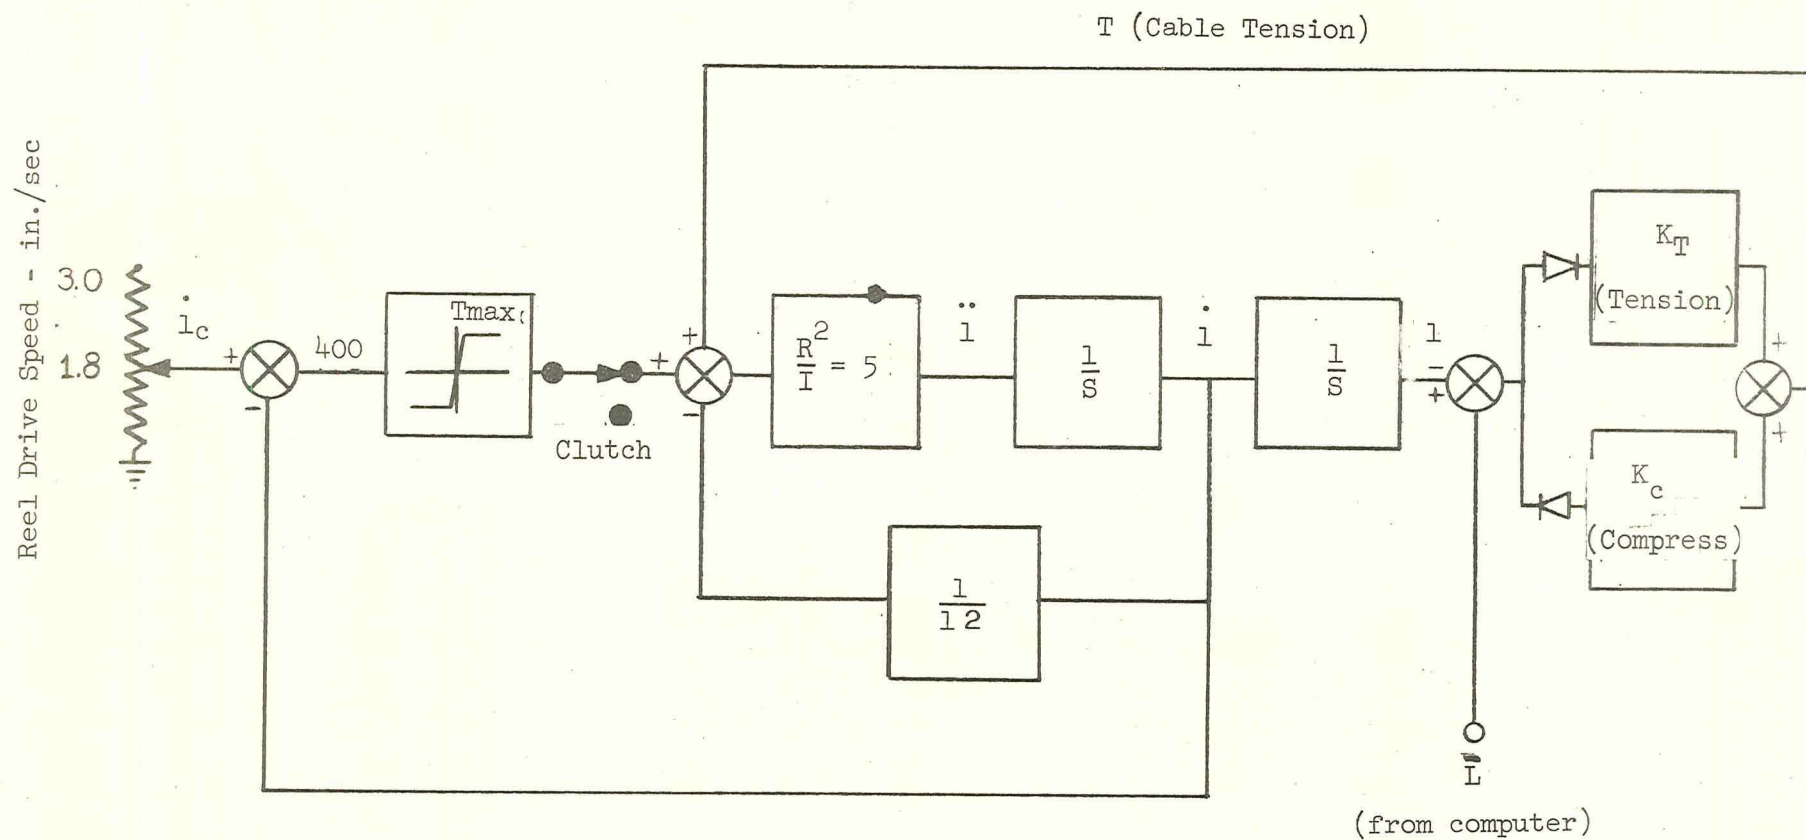 T (Cable Tension)
Reel Drive Speed - in./sec
3.0
1.8
l̇c
+
-
400
Tmax
Clutch
+
+
-
R²/I = 5
l̈
1/S
l̇
1/S
l
-
+
KT
(Tension)
Kc
(Compress)
+
+
1/12
L̄
(from computer)